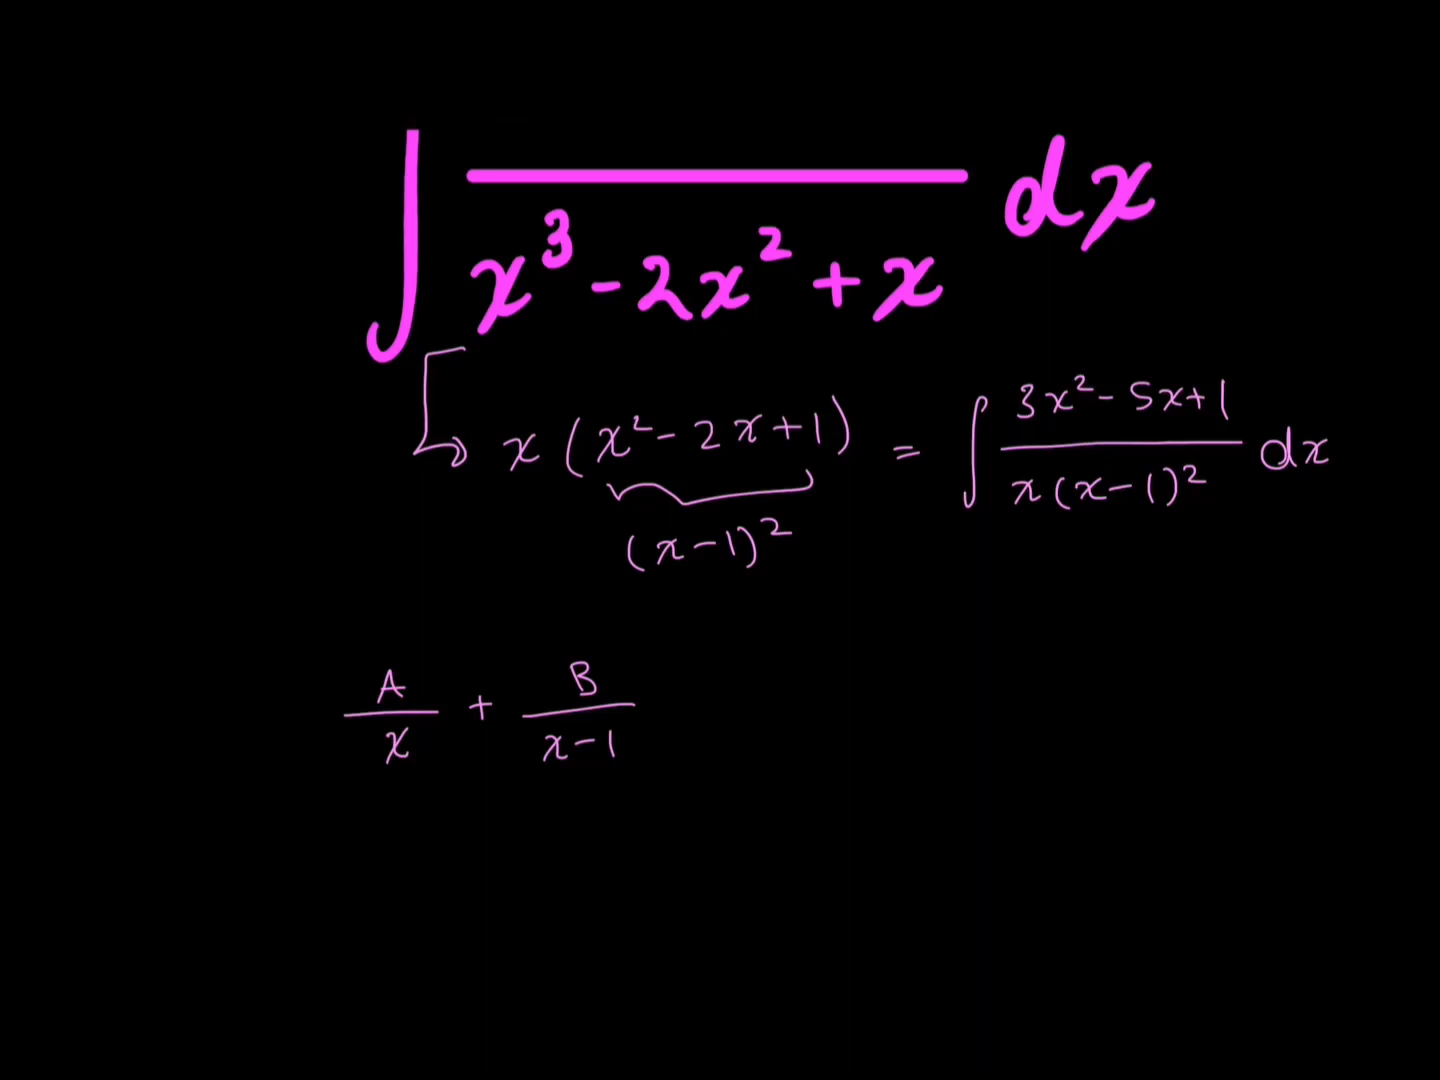 ∫ ———— dx
x³ - 2x² + x
x (x² - 2x + 1) = ∫ (3x² - 5x + 1) / (x (x - 1)²) dx
(x - 1)²
A/x + B/(x - 1)